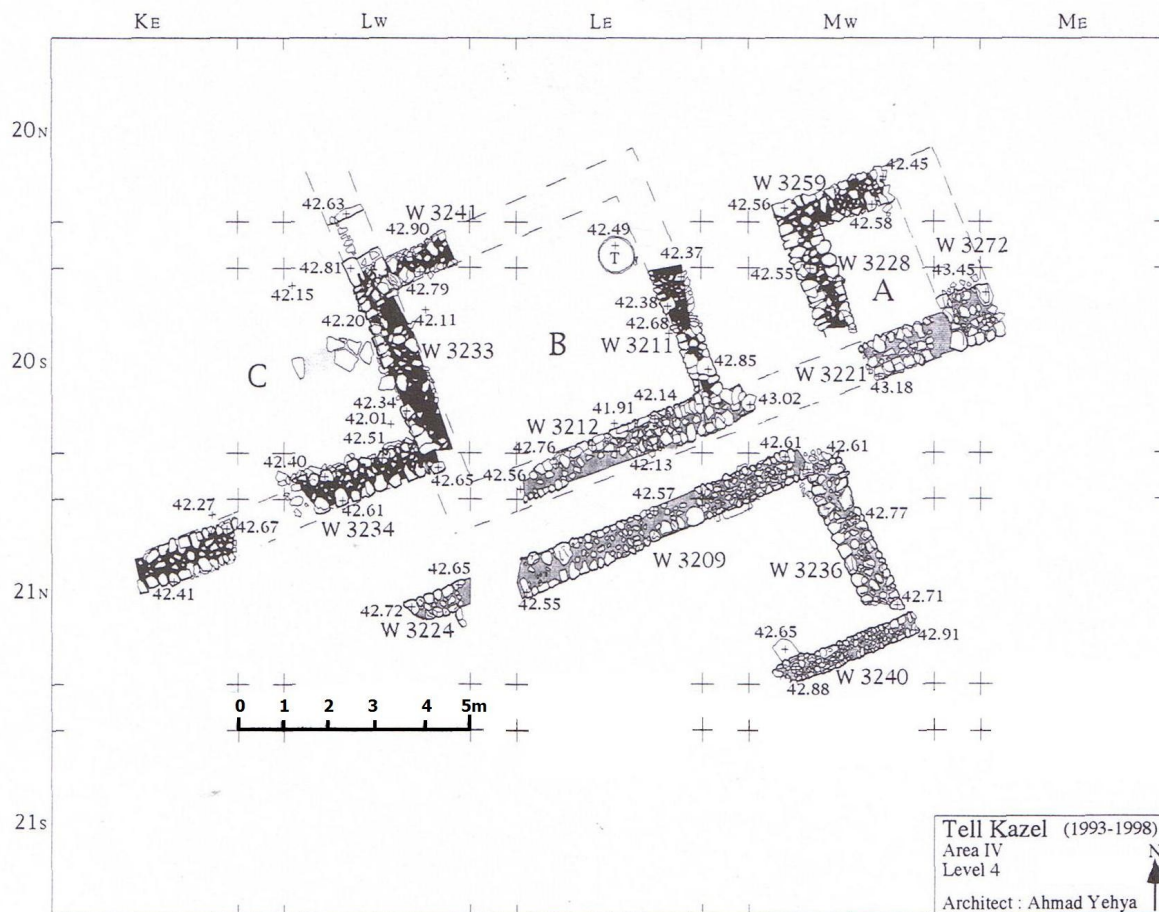 KE LW LE MW ME
20N
W 3259 42.45
42.63 W 3241 42.56
42.90 42.58
42.49 W 3272
T 42.37
42.81 42.55 W 3228 43.45
42.15 42.79 A
42.38
42.20 42.11 42.68
W 3233 B W 3211
20S C 42.85 W 3221
43.18
42.34 42.14
42.01 41.91 43.02
42.51 W 3212
42.40 42.76 42.61 42.61
42.56 42.13
42.65
42.27 42.61 42.57 42.77
42.67 W 3234
W 3209 W 3236
21N 42.41 42.65 42.55 42.71
42.72
W 3224 42.65 42.91
W 3240
42.88
0 1 2 3 4 5m
21S
Tell Kazel (1993-1998)
Area IV N
Level 4
Architect : Ahmad Yehya